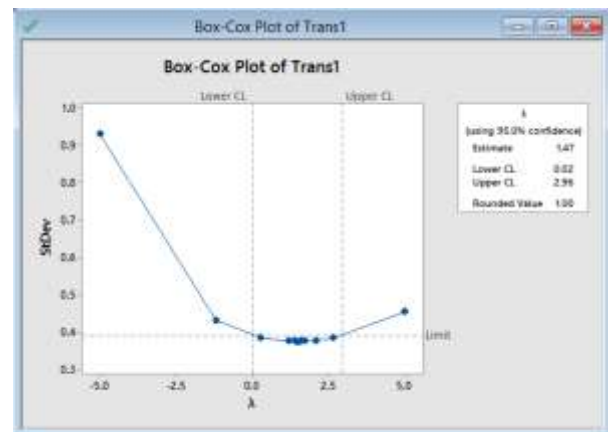 Box-Cox Plot of Trans1
Box-Cox Plot of Trans1
Lower CL
Upper CL
1.0
0.9
0.8
0.7
0.6
0.5
0.4
0.3
StDev
Limit
-5.0 -2.5 0.0 2.5 5.0
λ
λ
(using 95.0% confidence)
Estimate 1.47
Lower CL 0.02
Upper CL 2.96
Rounded Value 1.00